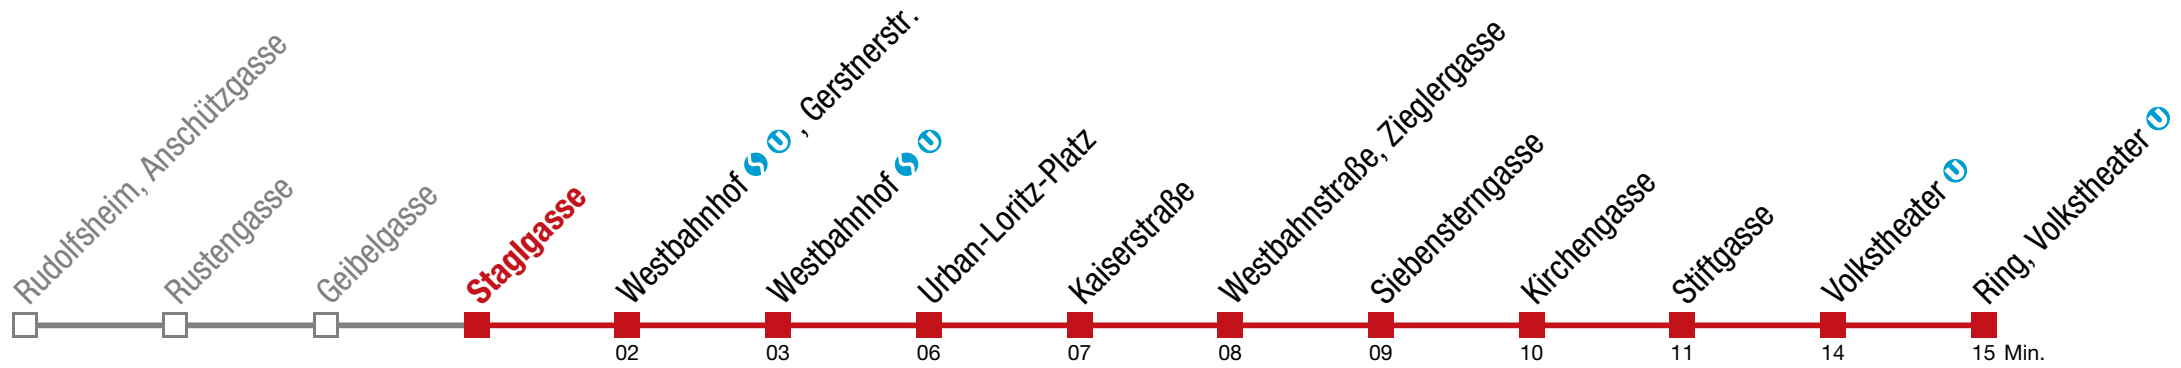 Rudolfsheim, Anschützgasse
Rustengasse
Geibelgasse
Staglgasse
Westbahnhof S U , Gerstnerstr.
Westbahnhof S U
Urban-Loritz-Platz
Kaiserstraße
Westbahnstraße, Zieglergasse
Siebensterngasse
Kirchengasse
Stiftgasse
Volkstheater U
Ring, Volkstheater U
02 03 06 07 08 09 10 11 14 15 Min.